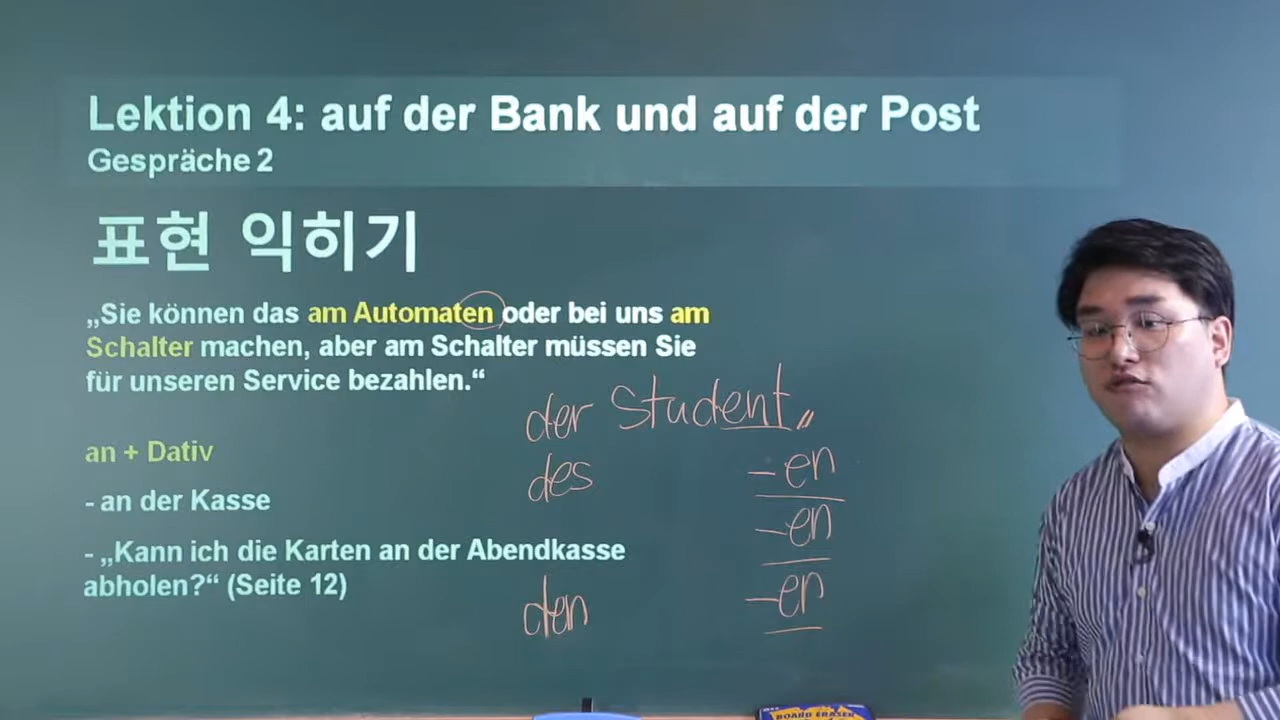 Lektion 4: auf der Bank und auf der Post
Gespräche 2
표현 익히기
„Sie können das am Automaten oder bei uns am
Schalter machen, aber am Schalter müssen Sie
für unseren Service bezahlen.“
der Student„
an + Dativ
des -en
- an der Kasse
-en
- „Kann ich die Karten an der Abendkasse
abholen?“ (Seite 12)
den -en
BOARD ERASER